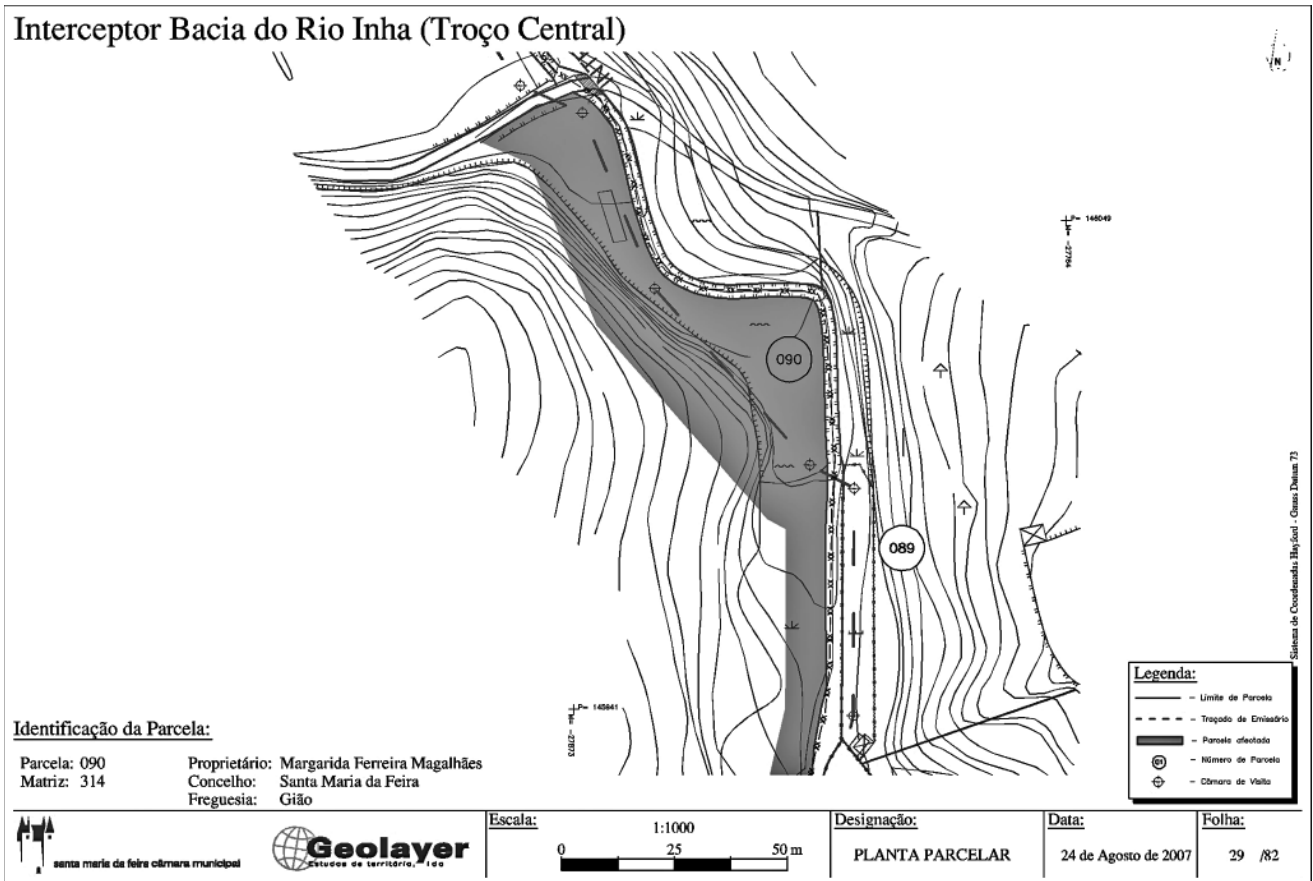 Interceptor Bacia do Rio Inha (Troço Central)
N
P= 146049
M= -27764
090
089
P= 145841
M= -27873
Sistema de Coordenadas Hayford - Gauss Datum 73
Legenda:
- Limite de Parcela
- Traçado de Emissário
- Parcela afectada
01 - Número de Parcela
- Câmara de Visita
Identificação da Parcela:
Parcela: 090 Proprietário: Margarida Ferreira Magalhães
Matriz: 314 Concelho: Santa Maria da Feira
Freguesia: Gião
santa maria da feira câmara municipal
Geolayer
Estudos de território, lda
Escala:
1:1000
0 25 50 m
Designação:
PLANTA PARCELAR
Data:
24 de Agosto de 2007
Folha:
29 /82